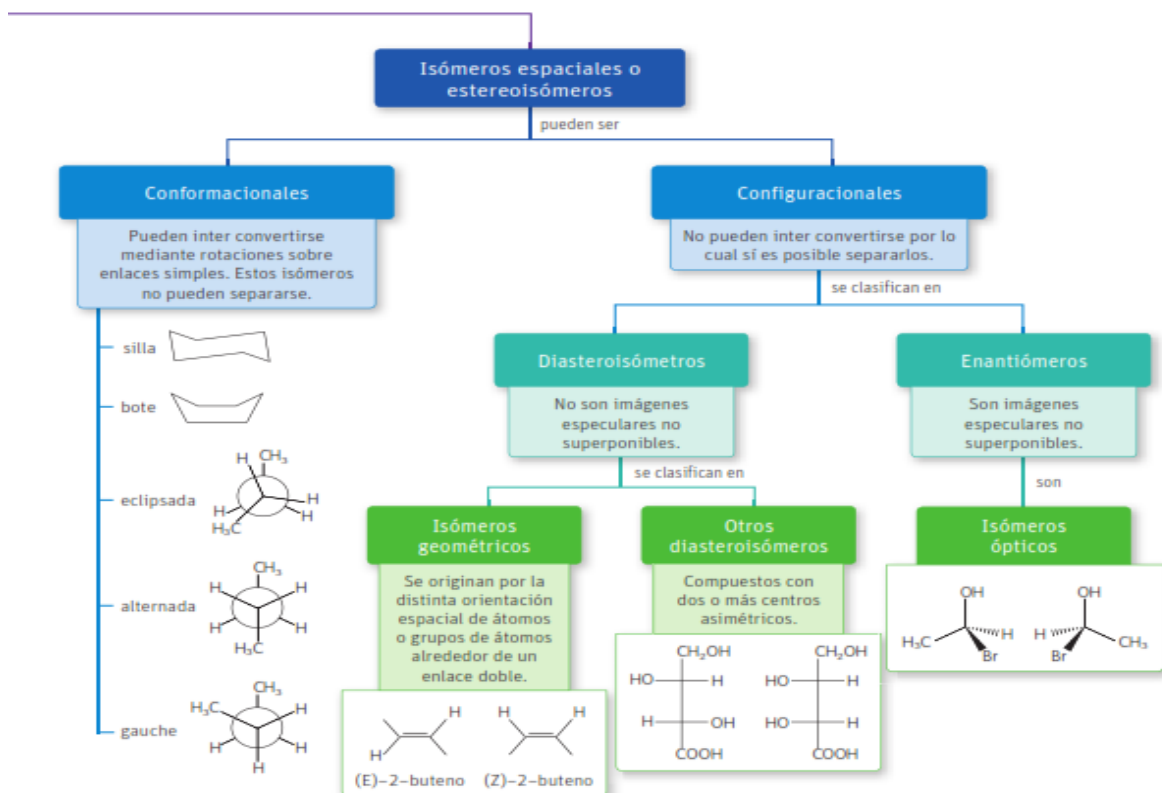 Isómeros espaciales o
estereoisómeros
pueden ser
Conformacionales
Pueden inter convertirse
mediante rotaciones sobre
enlaces simples. Estos isómeros
no pueden separarse.
silla
bote
eclipsada
H
CH₃
H
H
H
H₃C
alternada
CH₃
H
H
H
H
H₃C
gauche
CH₃
H₃C
H
H
H
H
Configuracionales
No pueden inter convertirse por lo
cual sí es posible separarlos.
se clasifican en
Diasteroisómetros
No son imágenes
especulares no
superponibles.
se clasifican en
Isómeros
geométricos
Se originan por la
distinta orientación
espacial de átomos
o grupos de átomos
alrededor de un
enlace doble.
H
H
(E)–2–buteno
H
H
(Z)–2–buteno
Otros
diasteroisómeros
Compuestos con
dos o más centros
asimétricos.
CH₂OH
HO
H
H
OH
COOH
CH₂OH
HO
H
HO
H
COOH
Enantiómeros
Son imágenes
especulares no
superponibles.
son
Isómeros
ópticos
OH
H₃C
H
Br
OH
H
CH₃
Br